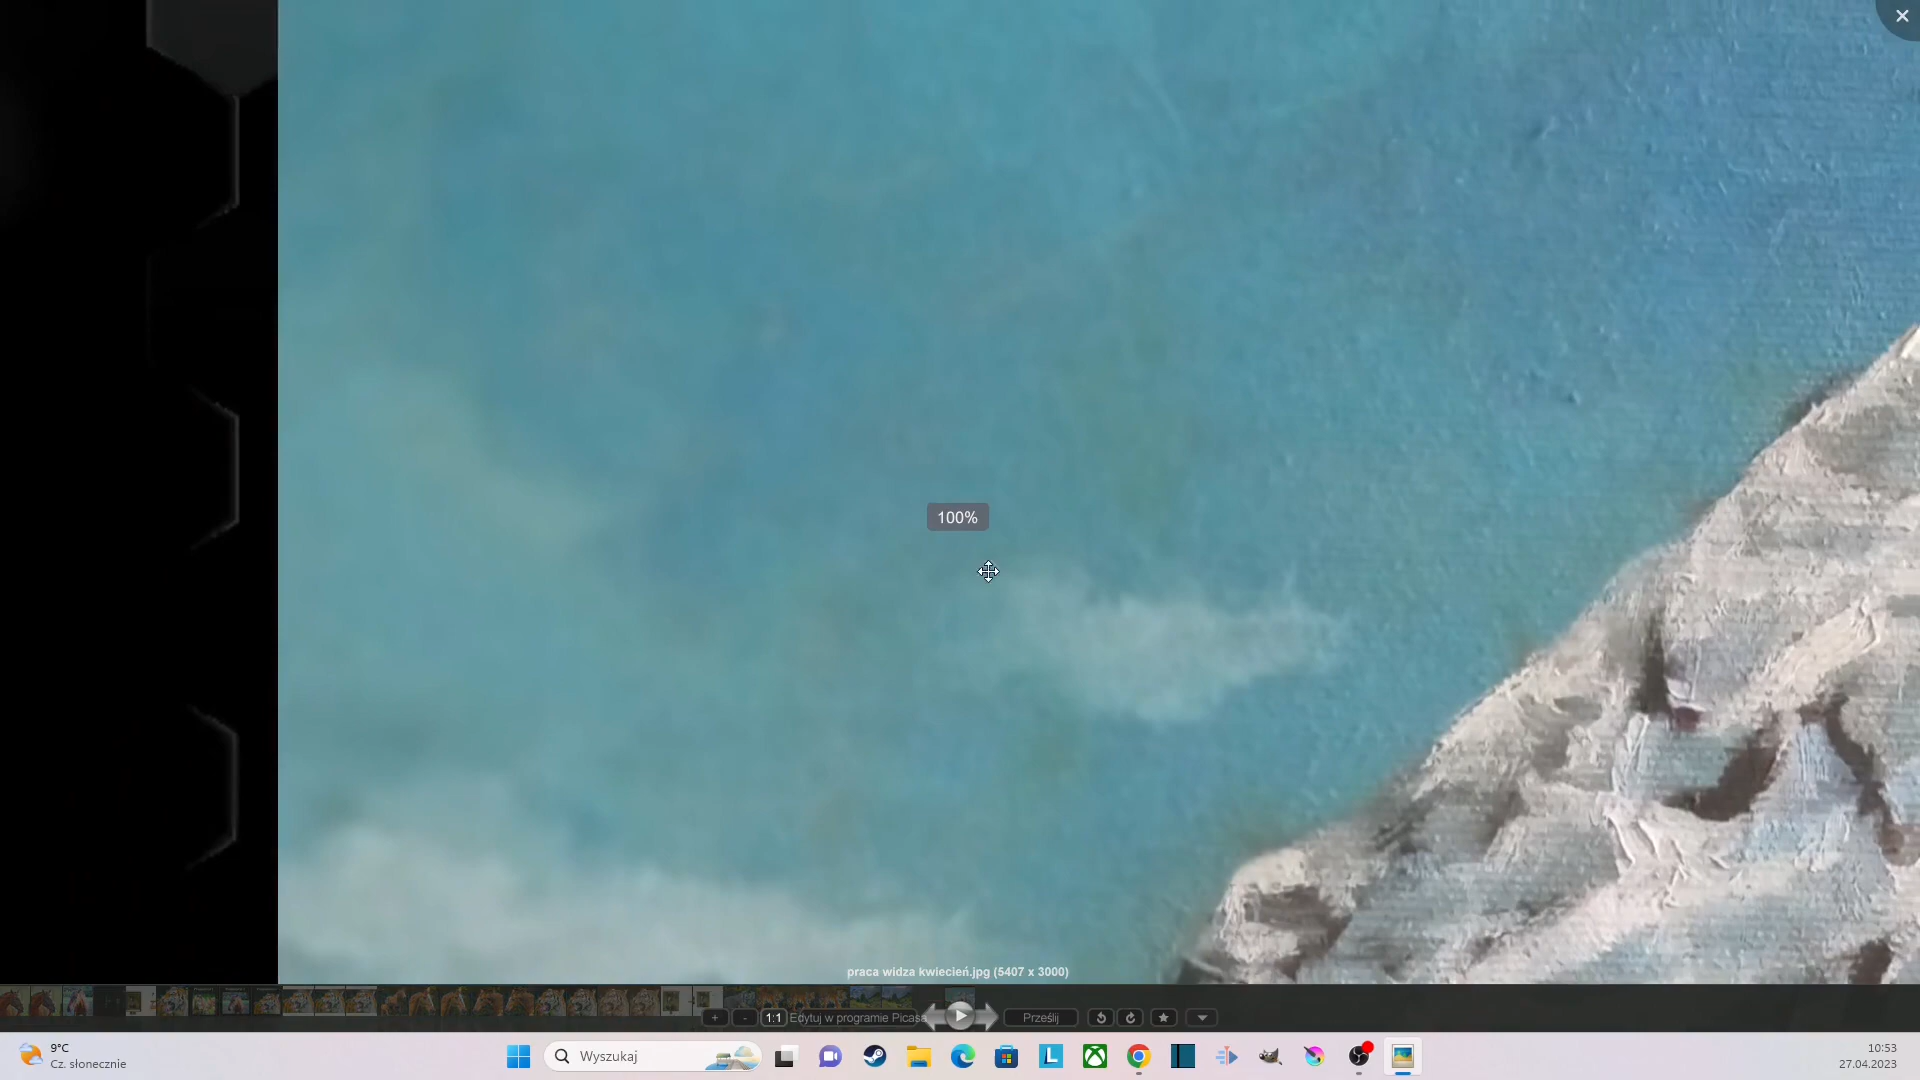 100%
praca widza kwiecień.jpg (5407 x 3000)
+
-
1:1
Edytuj w programie Picasa
Prześlij
9°C
Cz. słonecznie
Wyszukaj
10:53
27.04.2023